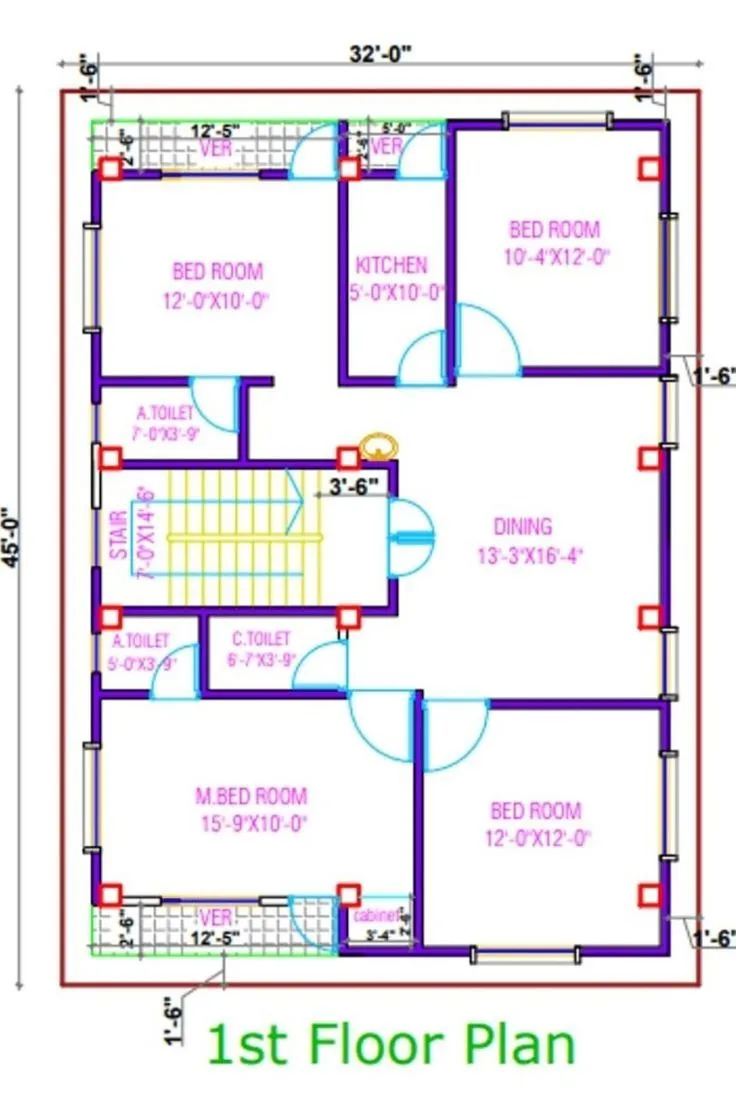 32'-0"
1'-6"
1'-6"
12'-5"
VER
2'-6"
5'-0"
VER
2'-6"
BED ROOM
10'-4"X12'-0"
BED ROOM
12'-0"X10'-0"
KITCHEN
5'-0"X10'-0"
1'-6"
A.TOILET
7'-0"X3'-9"
3'-6"
STAIR
7'-0"X14'-6"
DINING
13'-3"X16'-4"
45'-0"
A.TOILET
5'-0"X3'-9"
C.TOILET
6'-7"X3'-9"
M.BED ROOM
15'-9"X10'-0"
BED ROOM
12'-0"X12'-0"
VER
12'-5"
2'-6"
cabinet
3'-4"
2'-6"
1'-6"
1'-6"
1st Floor Plan